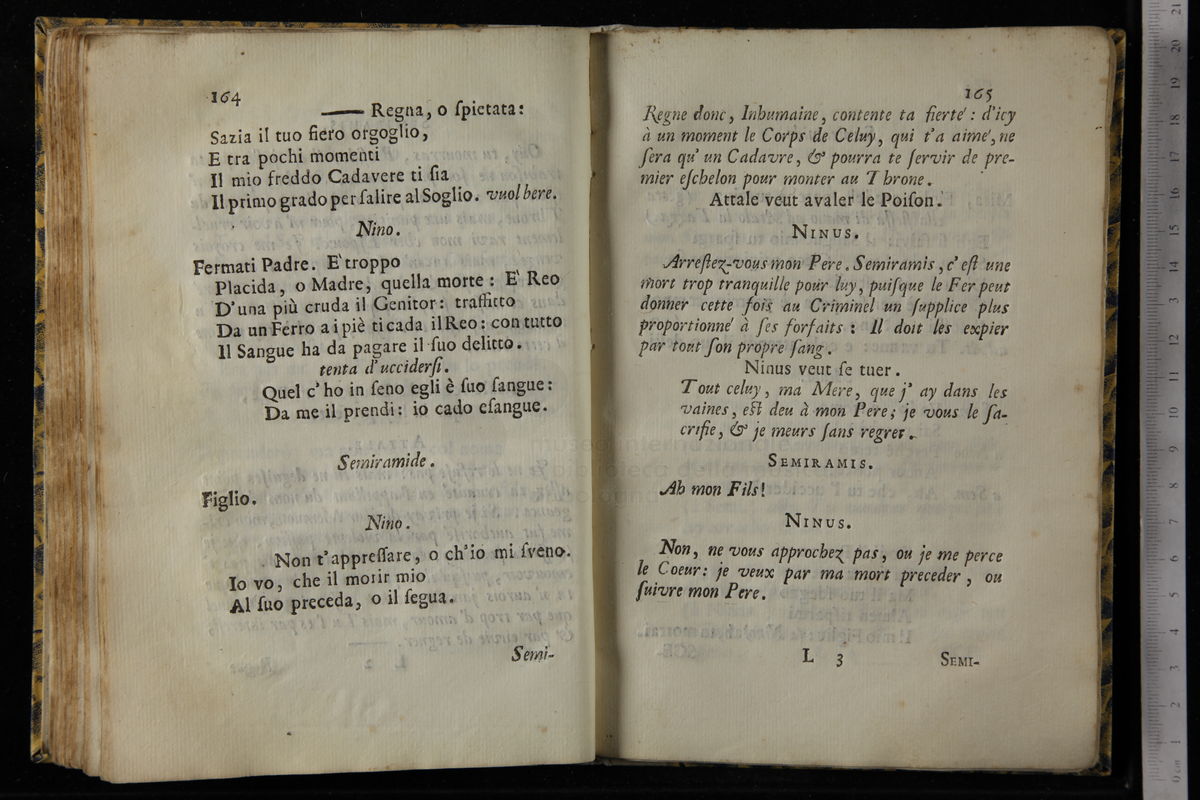 164
—— Regna, o ſpietata:
Sazia il tuo fiero orgoglio,
E tra pochi momenti
Il mio freddo Cadavere ti ſia
Il primo grado per ſalire al Soglio. vuol bere.
Nino.
Fermati Padre. E' troppo
Placida, o Madre, quella morte: E' Reo
D'una più cruda il Genitor: traffitto
Da un Ferro a i piè ti cada il Reo: con tutto
Il Sangue ha da pagare il ſuo delitto.
tenta d'ucciderſi.
Quel c'ho in ſeno egli è ſuo ſangue:
Da me il prendi: io cado eſangue.
Semiramide.
Figlio.
Nino.
Non t'appreſſare, o ch'io mi ſveno.
Io vo, che il morir mio
Al ſuo preceda, o il ſegua.
Semi-
165
Regne donc, Inhumaine, contente ta fierté: d'icy
à un moment le Corps de Celuy, qui t'a aimé, ne
ſera qu'un Cadavre, & pourra te ſervir de pre-
mier eſchelon pour monter au Throne.
Attale veut avaler le Poiſon.
NINUS.
Arreſtez-vous mon Pere. Semiramis, c'eſt une
mort trop tranquille pour luy, puiſque le Fer peut
donner cette fois au Criminel un ſupplice plus
proportionné à ſes forfaits: Il doit les expier
par tout ſon propre ſang.
Ninus veut ſe tuer.
Tout celuy, ma Mere, que j'ay dans les
vaines, eſt deu à mon Pere; je vous le ſa-
crifie, & je meurs ſans regret.
SEMIRAMIS.
Ah mon Fils!
NINUS.
Non, ne vous approchez pas, ou je me perce
le Coeur: je veux par ma mort preceder, ou
ſuivre mon Pere.
L 3
SEMI-